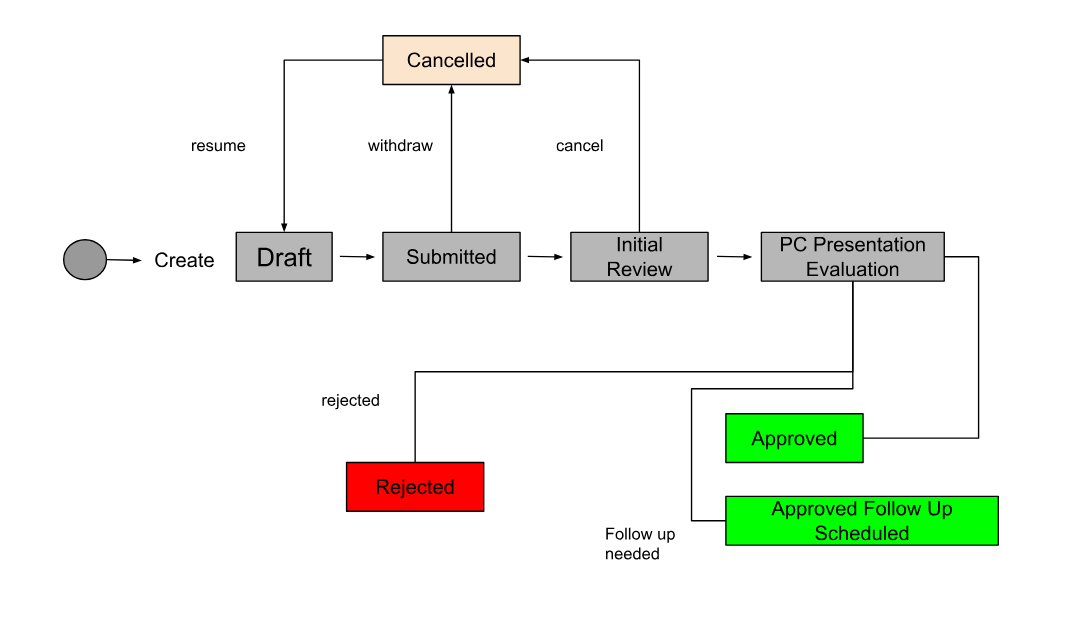 Cancelled
resume
withdraw
cancel
Create
Draft
Submitted
Initial
Review
PC Presentation
Evaluation
rejected
Approved
Rejected
Approved Follow Up
Scheduled
Follow up
needed